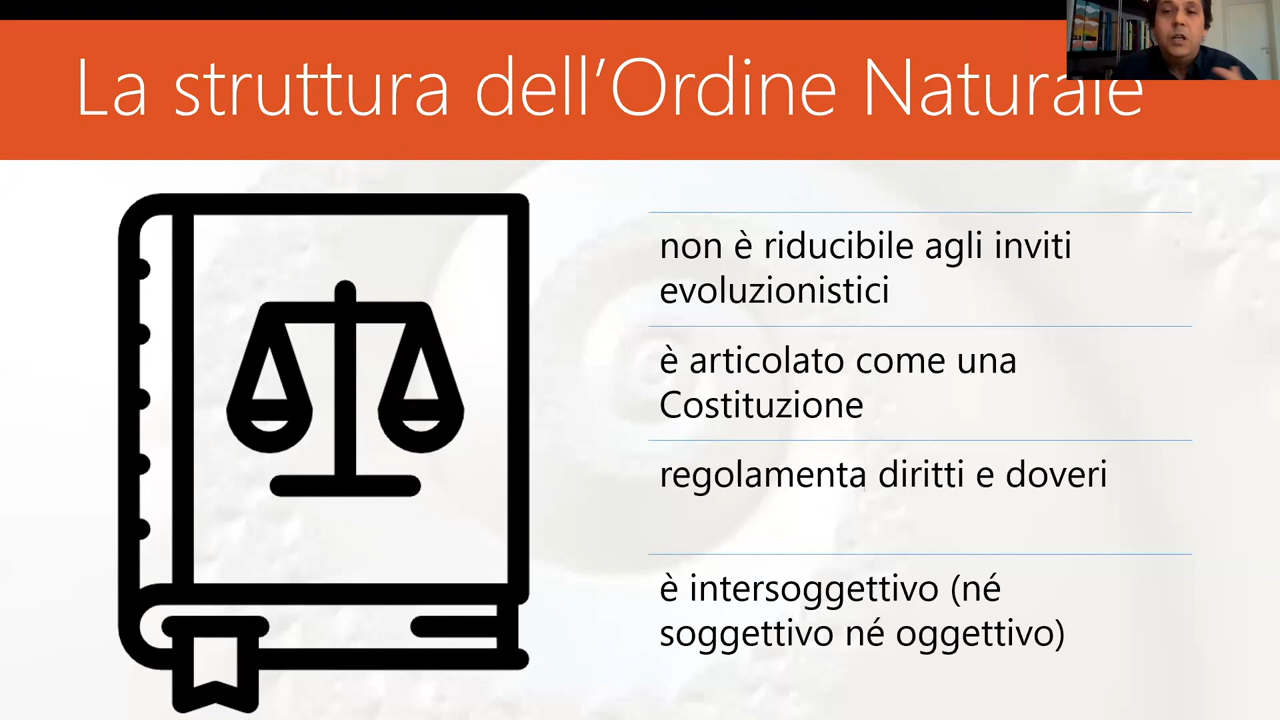 La struttura dell’Ordine Naturale
non è riducibile agli inviti
evoluzionistici
è articolato come una
Costituzione
regolamenta diritti e doveri
è intersoggettivo (né
soggettivo né oggettivo)